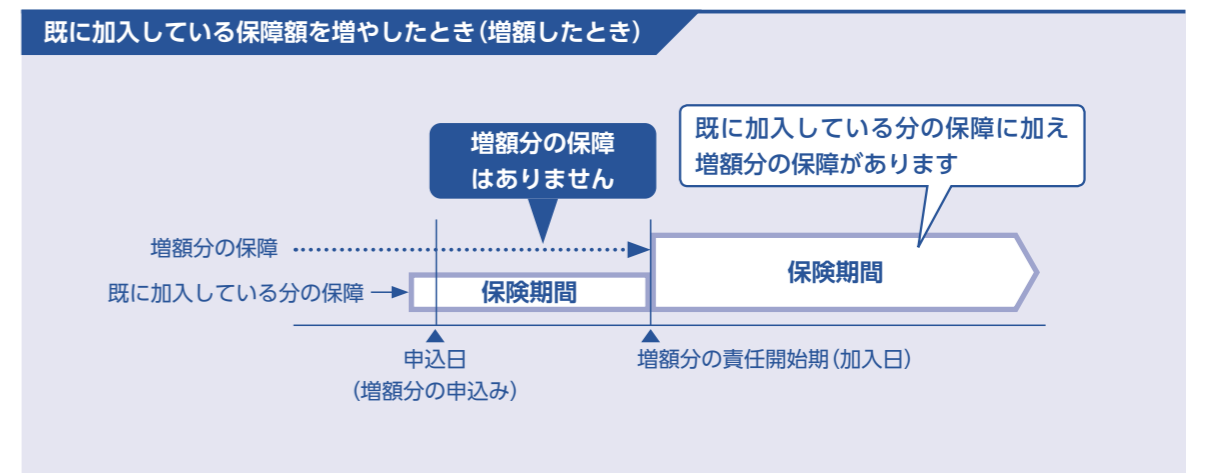 既に加入している保障額を増やしたとき(増額したとき)
増額分の保障
はありません
既に加入している分の保障に加え
増額分の保障があります
増額分の保障
保険期間
既に加入している分の保障
保険期間
申込日
(増額分の申込み)
増額分の責任開始期(加入日)